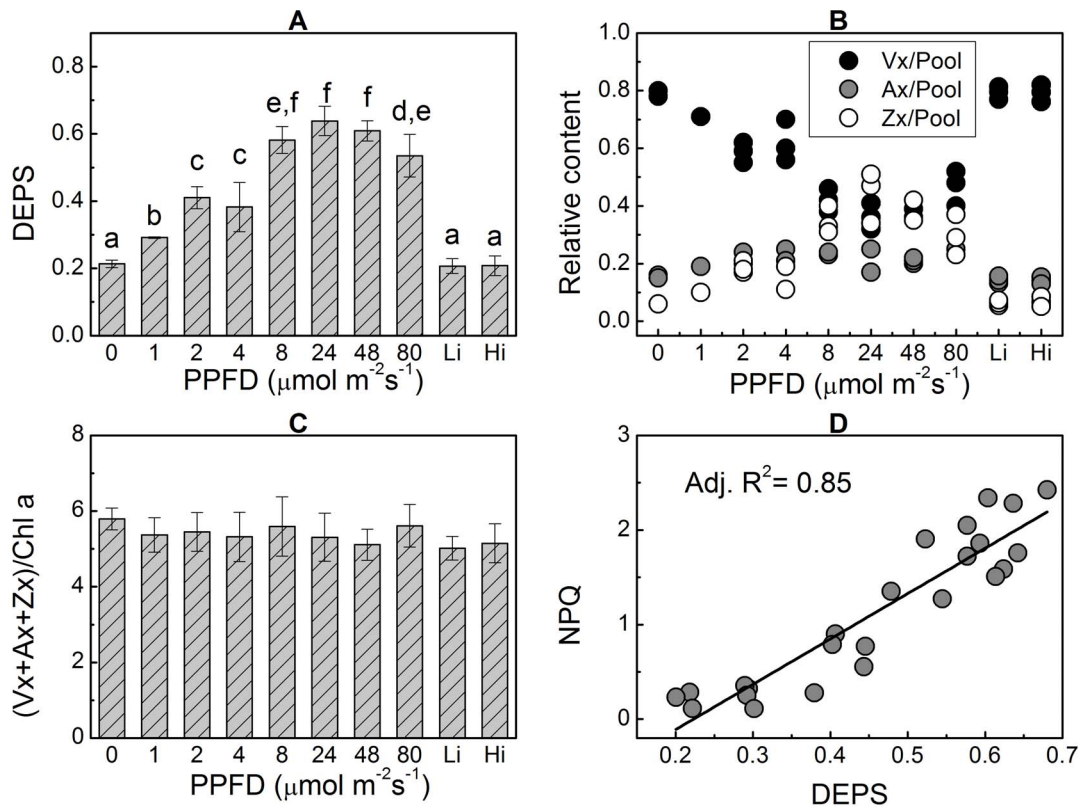 A
DEPS
0.8
0.6
0.4
0.2
0.0
a
b
c
c
e,f
f
f
d,e
a
a
0 1 2 4 8 24 48 80 Li Hi
PPFD (μmol m⁻²s⁻¹)
B
Relative content
1.0
0.8
0.6
0.4
0.2
0.0
Vx/Pool
Ax/Pool
Zx/Pool
0 1 2 4 8 24 48 80 Li Hi
PPFD (μmol m⁻²s⁻¹)
C
(Vx+Ax+Zx)/Chl a
8
6
4
2
0
0 1 2 4 8 24 48 80 Li Hi
PPFD (μmol m⁻²s⁻¹)
D
NPQ
3
2
1
0
Adj. R²= 0.85
0.2 0.3 0.4 0.5 0.6 0.7
DEPS